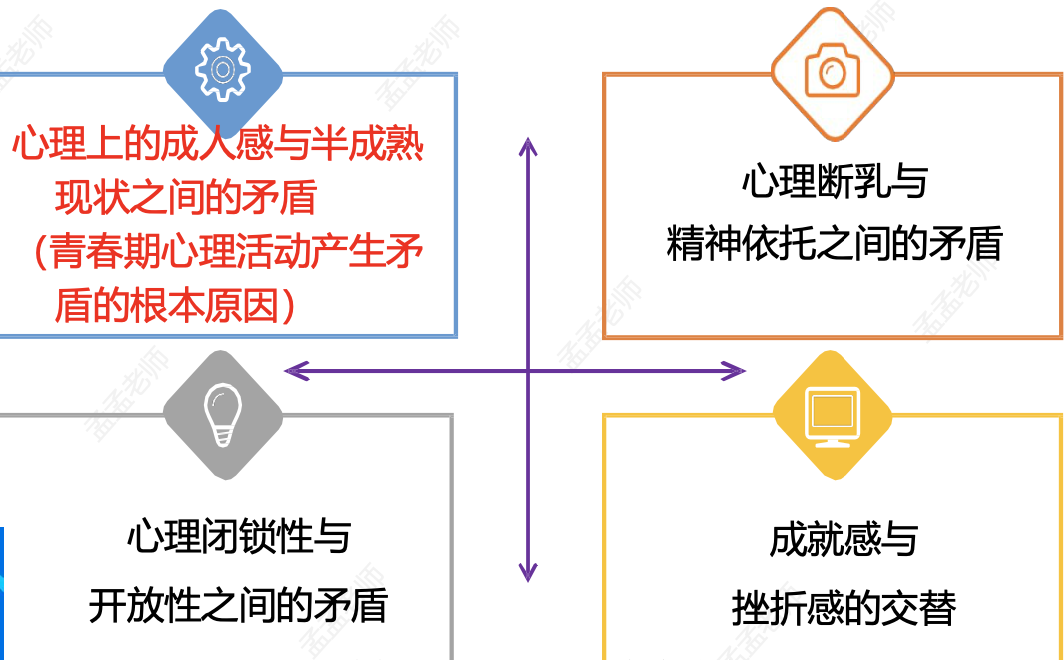 心理上的成人感与半成熟
现状之间的矛盾
（青春期心理活动产生矛
盾的根本原因）
心理断乳与
精神依托之间的矛盾
心理闭锁性与
开放性之间的矛盾
成就感与
挫折感的交替
孟孟老师
孟孟老师
孟孟老师
孟孟老师
孟孟老师
孟孟老师
孟孟老师